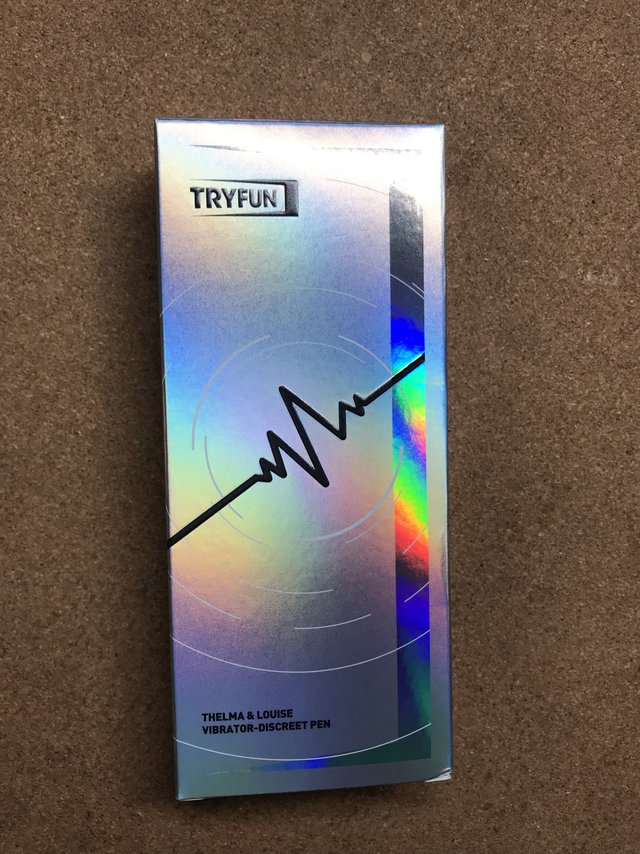 TRYFUN
THELMA & LOUISE
VIBRATOR-DISCREET PEN